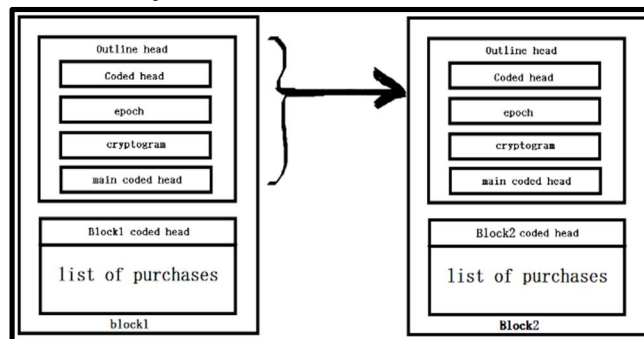 Outline head
Coded head
epoch
cryptogram
main coded head
Block1 coded head
list of purchases
block1
Outline head
Coded head
epoch
cryptogram
main coded head
Block2 coded head
list of purchases
Block2